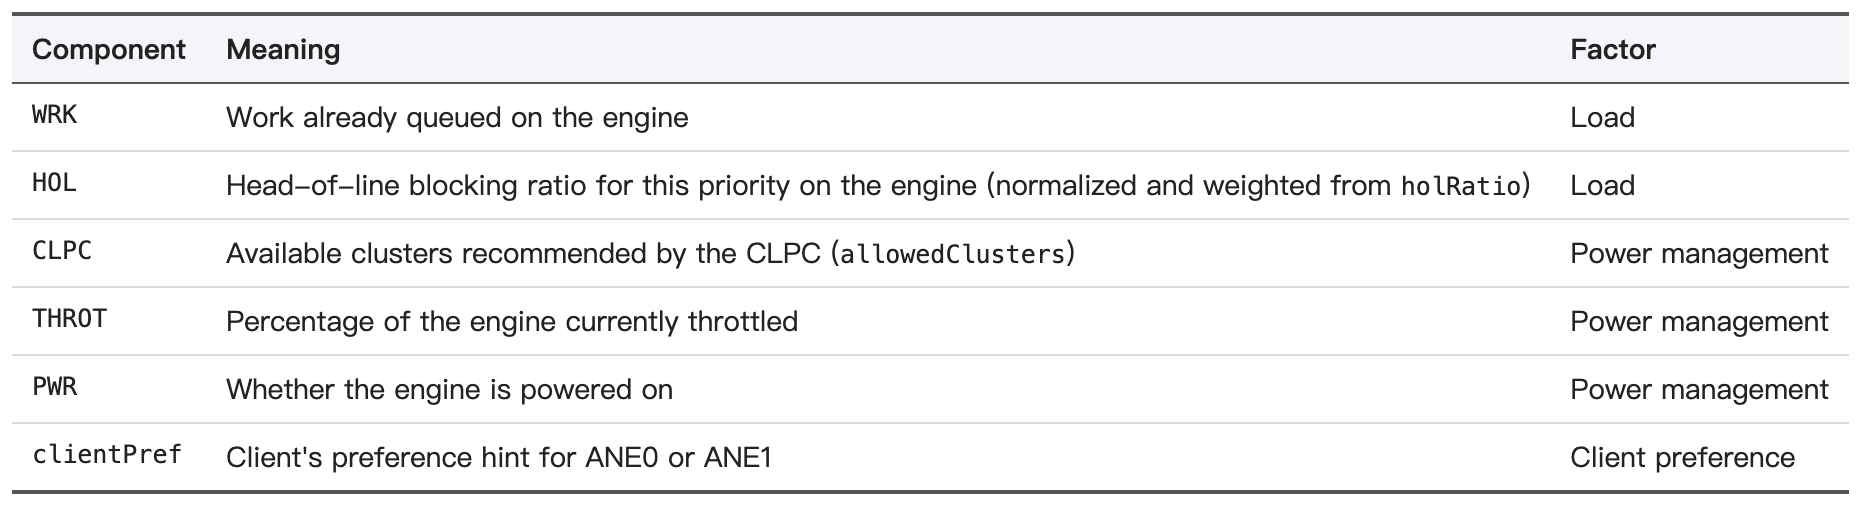 Component Meaning Factor
WRK Work already queued on the engine Load
HOL Head-of-line blocking ratio for this priority on the engine (normalized and weighted from holRatio) Load
CLPC Available clusters recommended by the CLPC (allowedClusters) Power management
THROT Percentage of the engine currently throttled Power management
PWR Whether the engine is powered on Power management
clientPref Client's preference hint for ANE0 or ANE1 Client preference